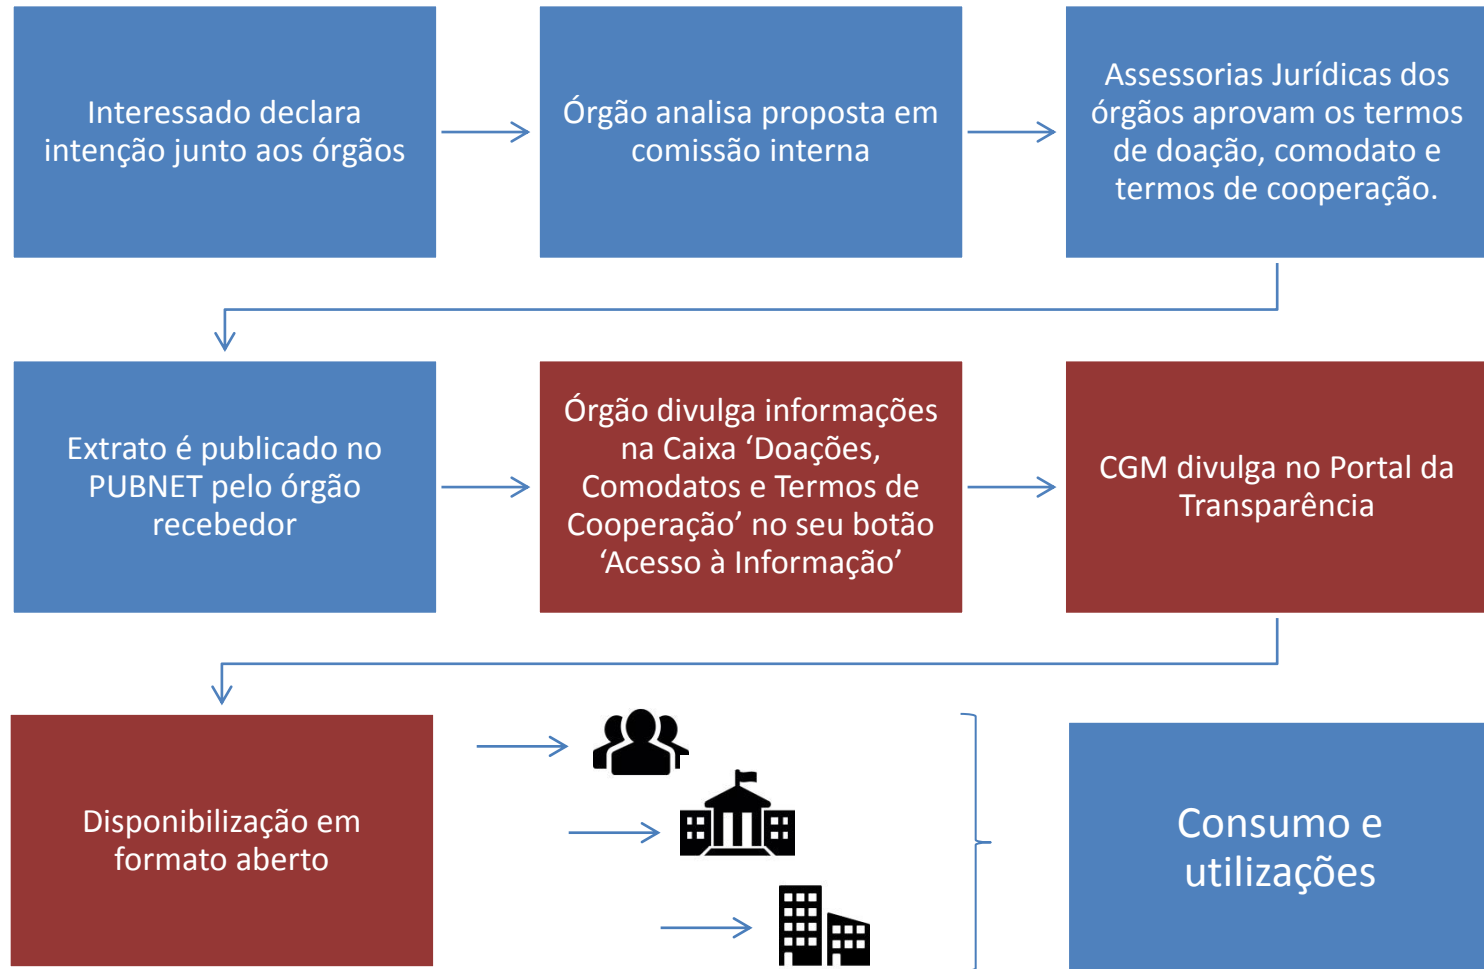 Interessado declara
intenção junto aos órgãos
Órgão analisa proposta em
comissão interna
Assessorias Jurídicas dos
órgãos aprovam os termos
de doação, comodato e
termos de cooperação.
Extrato é publicado no
PUBNET pelo órgão
recebedor
Órgão divulga informações
na Caixa ‘Doações,
Comodatos e Termos de
Cooperação’ no seu botão
‘Acesso à Informação’
CGM divulga no Portal da
Transparência
Disponibilização em
formato aberto
Consumo e
utilizações